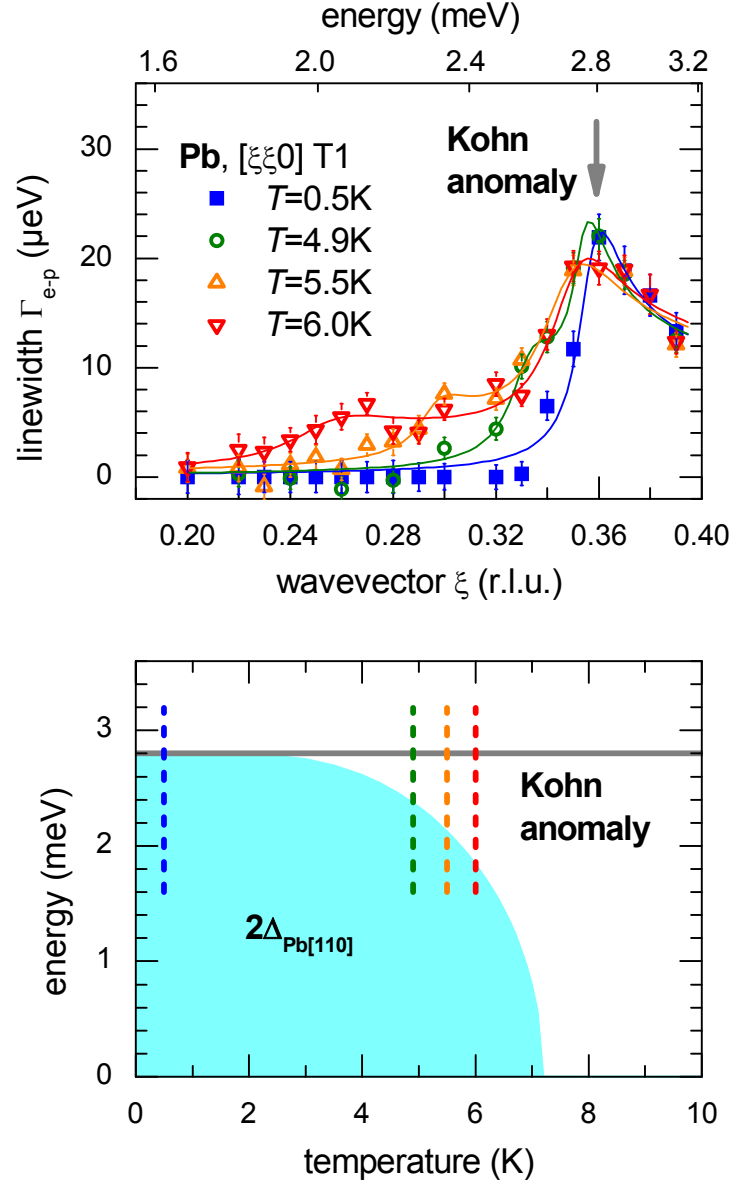 energy (meV)
1.6 2.0 2.4 2.8 3.2
Pb, [ξξ0] T1
T=0.5K
T=4.9K
T=5.5K
T=6.0K
Kohn
anomaly
linewidth Γe-p (µeV)
30
20
10
0
0.20 0.24 0.28 0.32 0.36 0.40
wavevector ξ (r.l.u.)
energy (meV)
3
2
1
0
Kohn
anomaly
2ΔPb[110]
0 2 4 6 8 10
temperature (K)